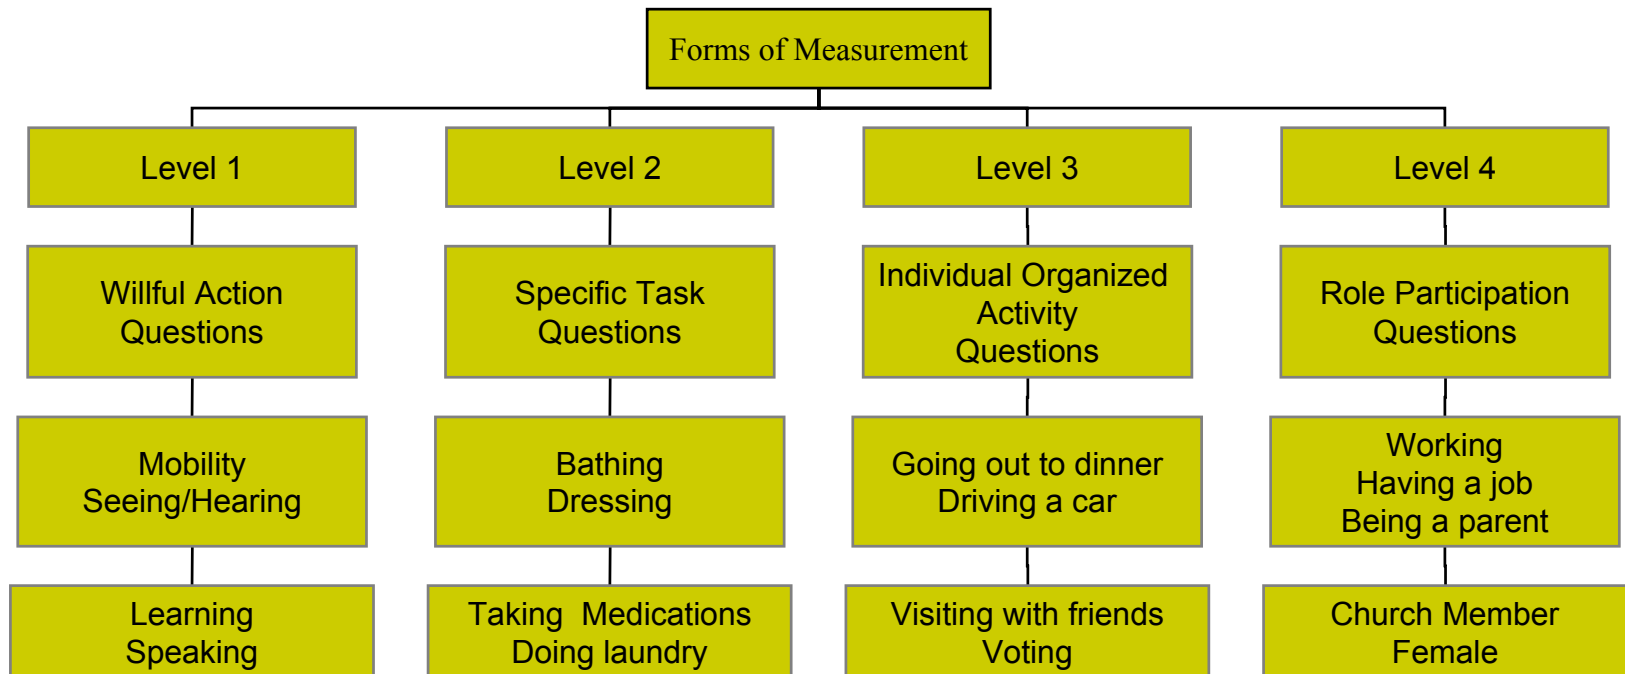 Forms of Measurement
Level 1
Level 2
Level 3
Level 4
Willful Action
Questions
Specific Task
Questions
Individual Organized
Activity
Questions
Role Participation
Questions
Mobility
Seeing/Hearing
Bathing
Dressing
Going out to dinner
Driving a car
Working
Having a job
Being a parent
Learning
Speaking
Taking Medications
Doing laundry
Visiting with friends
Voting
Church Member
Female